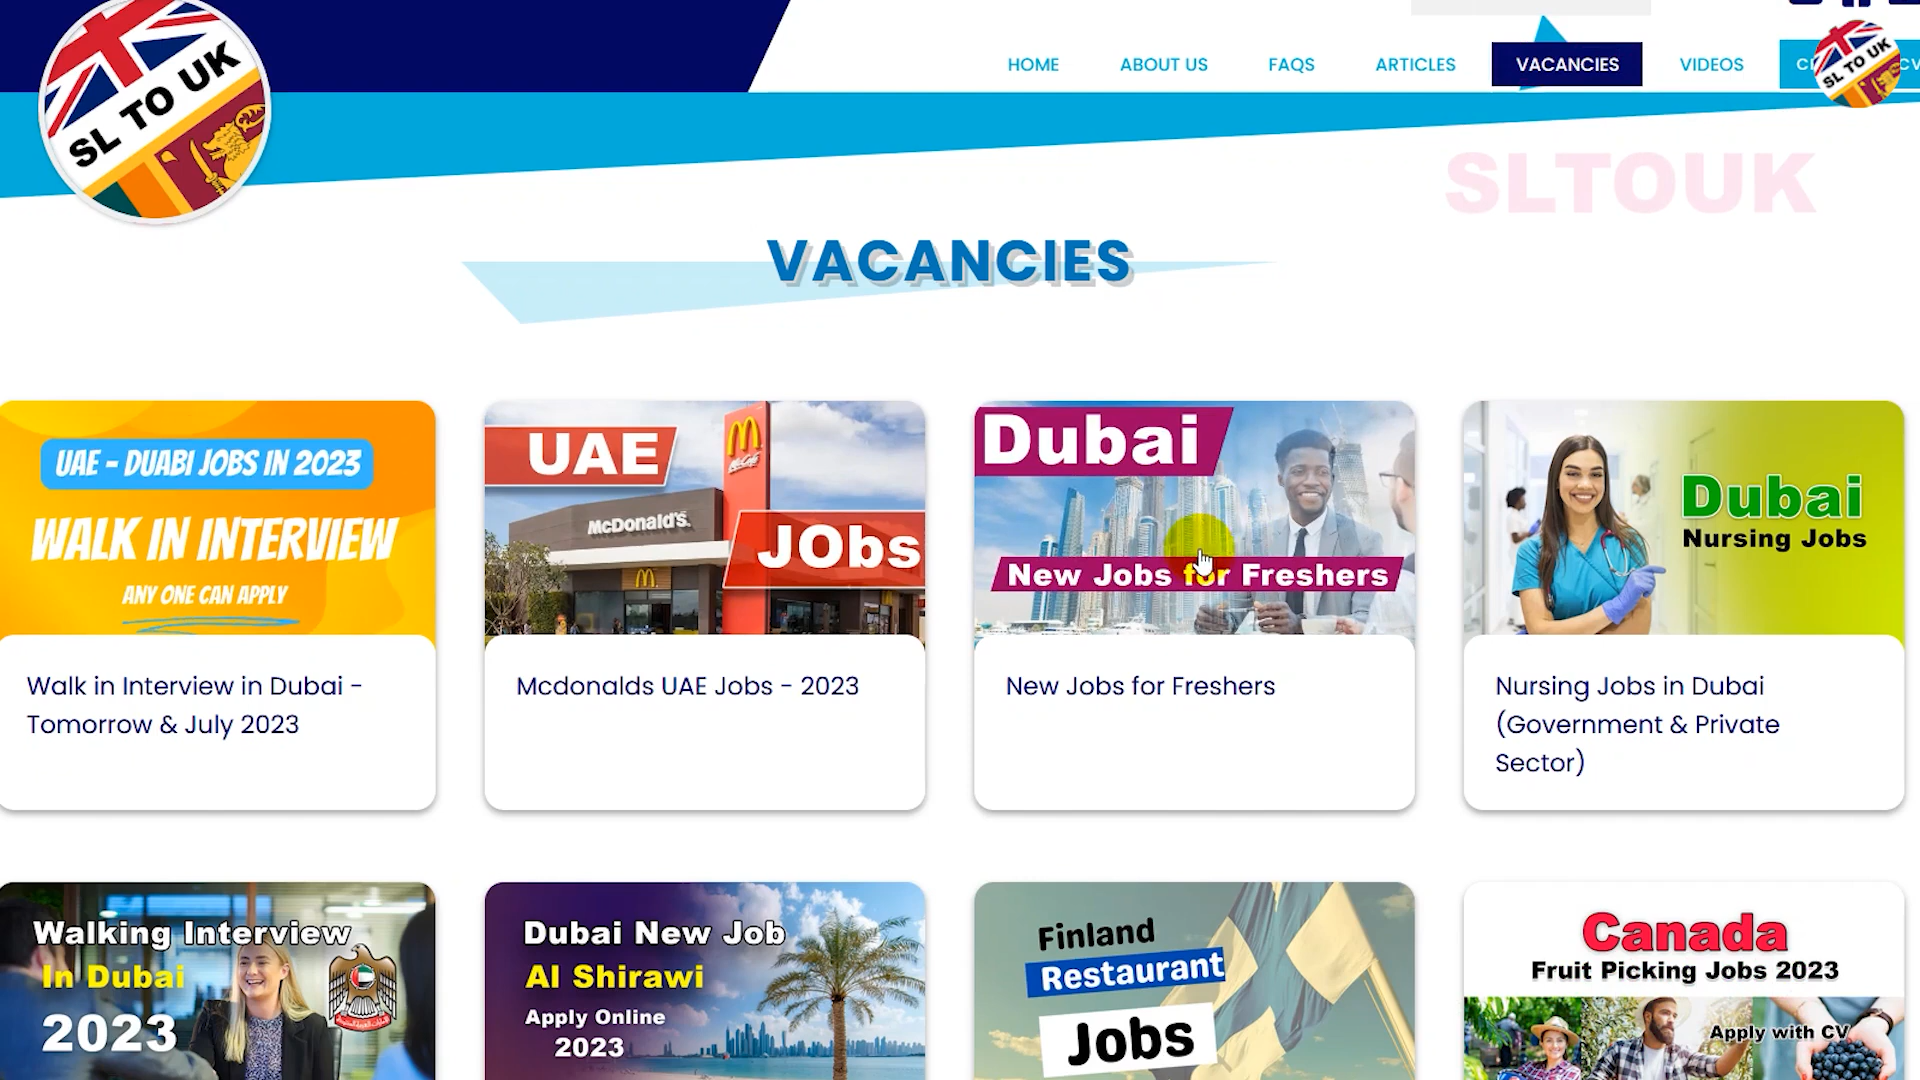 SL TO UK
HOME
ABOUT US
FAQS
ARTICLES
VACANCIES
VIDEOS
SL TO UK
SLTOUK
VACANCIES
UAE - DUABI JOBS IN 2023
WALK IN INTERVIEW
ANY ONE CAN APPLY
Walk in Interview in Dubai -
Tomorrow & July 2023
UAE
McDonald's.
JObs
Mcdonalds UAE Jobs - 2023
Dubai
New Jobs for Freshers
New Jobs for Freshers
Dubai
Nursing Jobs
Nursing Jobs in Dubai
(Government & Private
Sector)
Walking Interview
In Dubai
2023
Dubai New Job
Al Shirawi
Apply Online
2023
Finland
Restaurant
Jobs
Canada
Fruit Picking Jobs 2023
Apply with CV